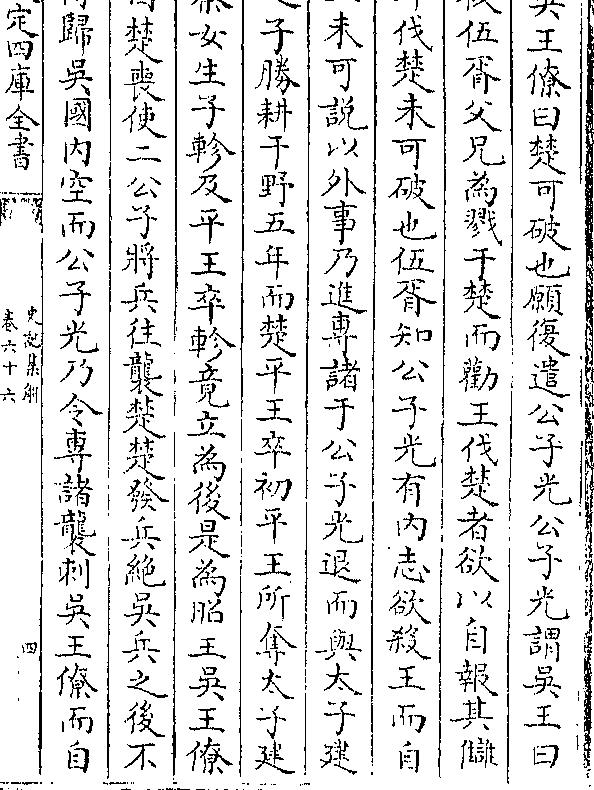 吳王僚曰楚可破也願復遣公子光公子光謂吳王曰
伍胥父兄為戮于楚而勸王伐楚者欲以自報其讎
伐楚未可破也伍胥知公子光有內志欲殺王而自
未可說以外事乃進專諸于公子光退而與太子建
子勝耕于野五年而楚平王卒初平王所奪太子建
秦女生子軫及平王卒軫竟立為後是為昭王吳王僚
楚喪使二公子將兵往襲楚楚發兵絕吳兵之後不
歸吳國內空而公子光乃令專諸襲刺吳王僚而自
定四庫全書
史記集解
卷六十六
四